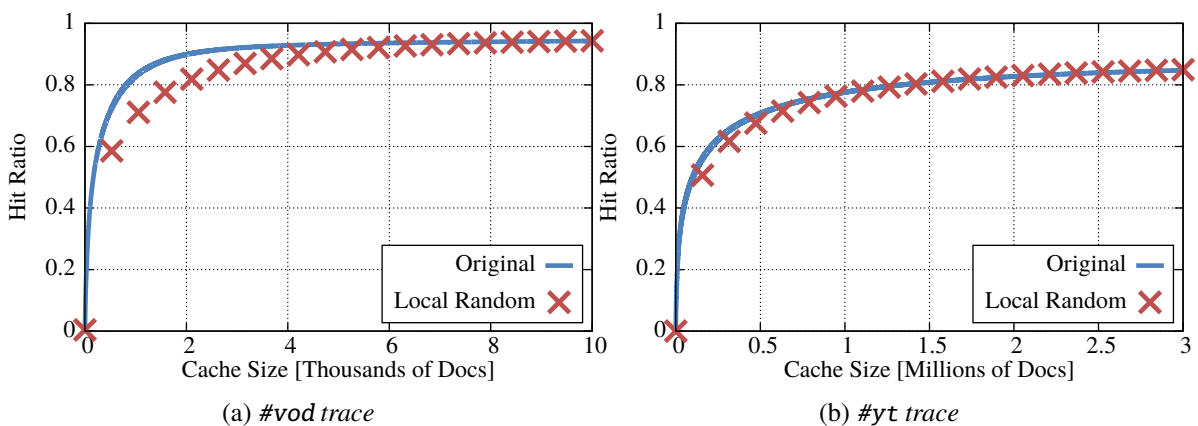 1
0.8
0.6
0.4
0.2
0
Hit Ratio
Original
Local Random
0 2 4 6 8 10
Cache Size [Thousands of Docs]
(a) #vod trace
1
0.8
0.6
0.4
0.2
0
Hit Ratio
Original
Local Random
0 0.5 1 1.5 2 2.5 3
Cache Size [Millions of Docs]
(b) #yt trace